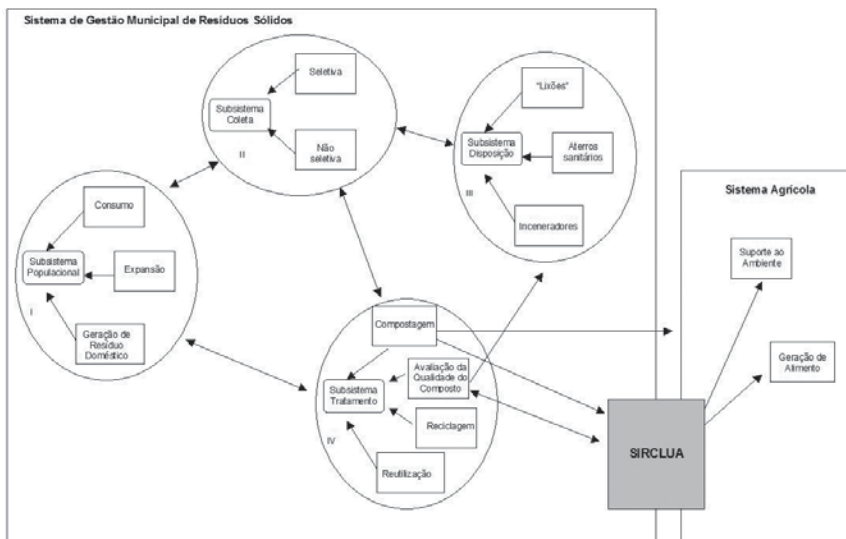 Sistema de Gestão Municipal de Resíduos Sólidos
Seletiva
Subsistema
Coleta
Não
seletiva
II
"Lixões"
Subsistema
Disposição
Aterros
sanitários
III
Inceneradores
Consumo
Subsistema
Populacional
Expansão
I
Geração de
Resíduo
Doméstico
Compostagem
Avaliação da
Qualidade do
Composto
Subsistema
Tratamento
Reciclagem
IV
Reutilização
SIRCLUA
Sistema Agrícola
Suporte ao
Ambiente
Geração de
Alimento